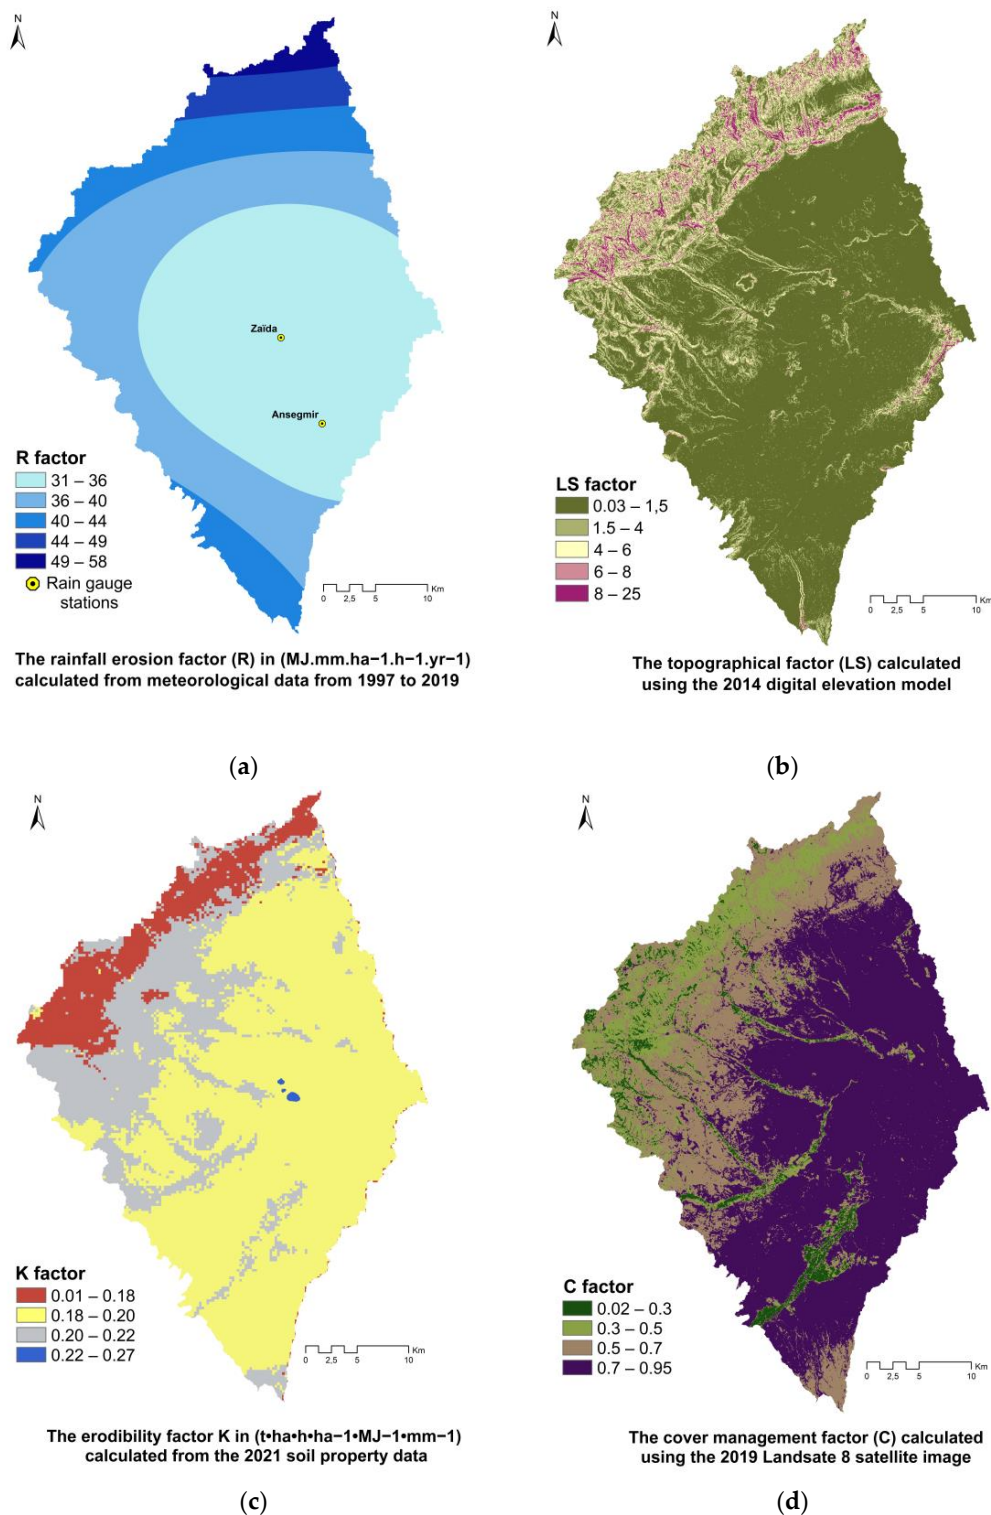 N
Zaïda
Ansegmir
R factor
31 – 36
36 – 40
40 – 44
44 – 49
49 – 58
Rain gauge
stations
Km
0 2,5 5 10
The rainfall erosion factor (R) in (MJ.mm.ha−1.h−1.yr−1)
calculated from meteorological data from 1997 to 2019
(a)
N
LS factor
0.03 – 1,5
1.5 – 4
4 – 6
6 – 8
8 – 25
Km
0 2,5 5 10
The topographical factor (LS) calculated
using the 2014 digital elevation model
(b)
N
K factor
0.01 – 0.18
0.18 – 0.20
0.20 – 0.22
0.22 – 0.27
Km
0 2,5 5 10
The erodibility factor K in (t•ha•h•ha−1•MJ−1•mm−1)
calculated from the 2021 soil property data
(c)
N
C factor
0.02 – 0.3
0.3 – 0.5
0.5 – 0.7
0.7 – 0.95
Km
0 2,5 5 10
The cover management factor (C) calculated
using the 2019 Landsate 8 satellite image
(d)